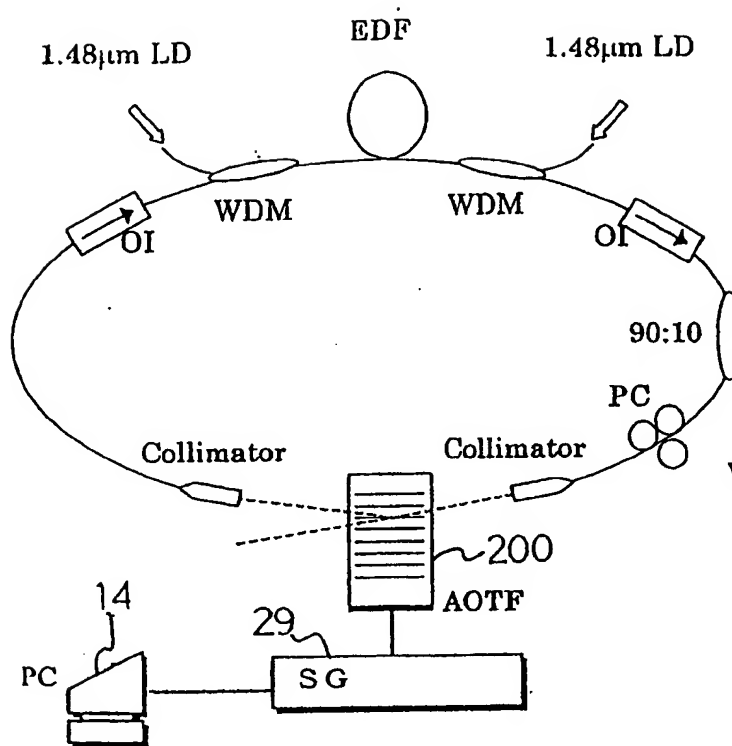 EDF
1.48μm LD
1.48μm LD
WDM
WDM
OI
OI
90:10
PC
Collimator
Collimator
200
AOTF
14
29
PC
SG